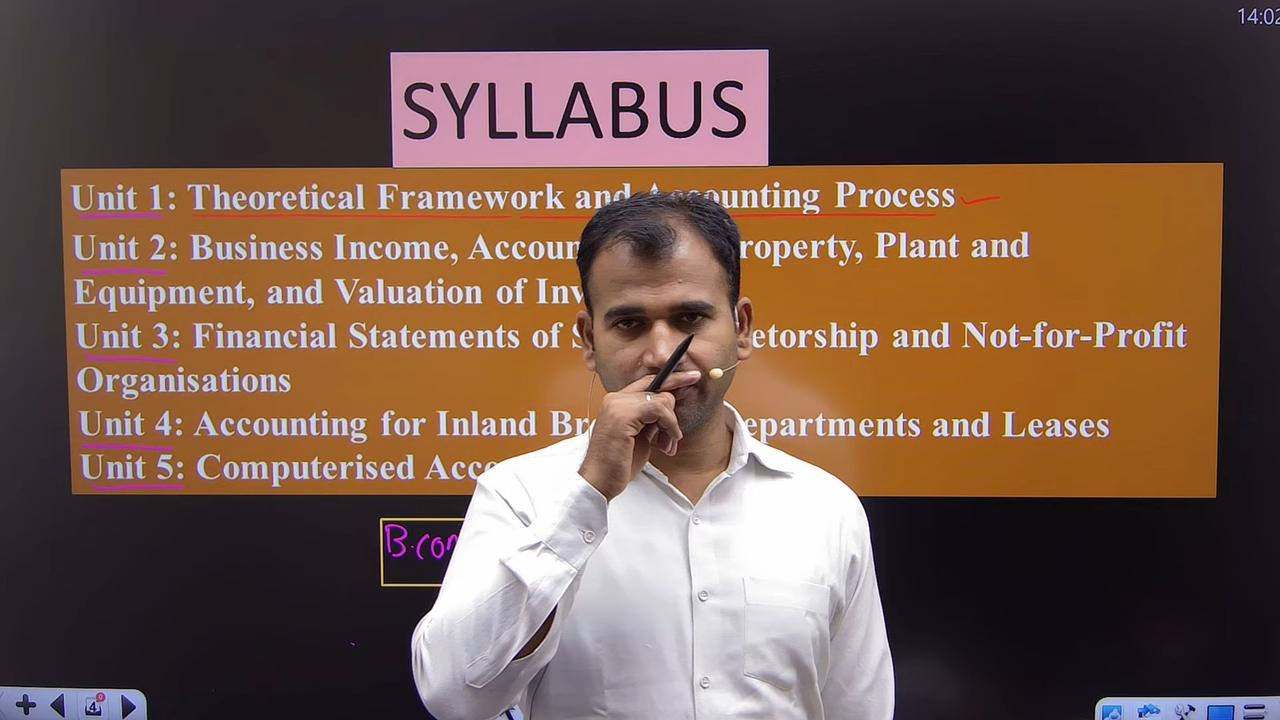 14:02
SYLLABUS
Unit 1: Theoretical Framework and Accounting Process
Unit 2: Business Income, Accoun roperty, Plant and
Equipment, and Valuation of Inv
Unit 3: Financial Statements of S etorship and Not-for-Profit
Organisations
Unit 4: Accounting for Inland Br epartments and Leases
Unit 5: Computerised Acco
B.com
4